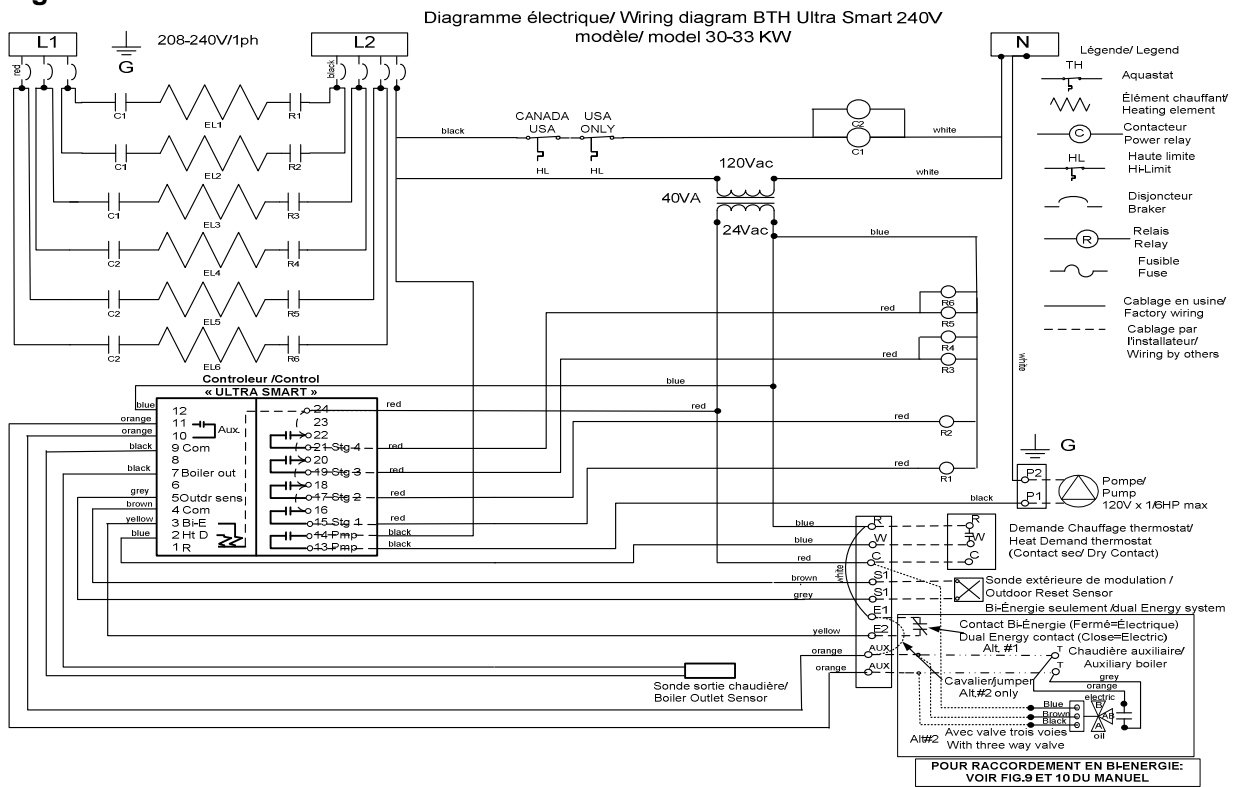 Diagramme électrique/ Wiring diagram BTH Ultra Smart 240V
modèle/ model 30-33 KW
L1
G
208-240V/1ph
L2
N
red
black
C1
EL1
R1
C1
EL2
R2
C1
EL3
R3
C2
EL4
R4
C2
EL5
R5
C2
EL6
R6
black
CANADA
USA
USA
ONLY
HL
HL
C2
C1
white
120Vac
white
40VA
24Vac
blue
red
R6
R5
R4
red
R3
blue
red
red
R2
red
R1
white
Légende/ Legend
TH
Aquastat
Élément chauffant/
Heating element
C
Contacteur
Power relay
HL
Haute limite
Hi-Limit
Disjoncteur
Braker
R
Relais
Relay
Fusible
Fuse
Cablage en usine/
Factory wiring
Cablage par
l'installateur/
Wiring by others
Controleur /Control
« ULTRA SMART »
blue
12
orange
11
Aux.
orange
10
black
9 Com
8
black
7 Boiler out
6
grey
5Outdr sens
brown
4 Com
yellow
3 Bi-E
blue
2 Ht D
1 R
24
red
23
22
21 Stg 4
red
20
19 Stg 3
red
18
17 Stg 2
red
16
15 Stg 1
red
14 Pmp
black
13 Pmp
black
G
P2
P1
black
Pompe/
Pump
120V x 1/6HP max
blue
R
blue
W
C
white
brown
S1
grey
S1
E1
yellow
E2
orange
AUX
orange
AUX
R
W
C
Demande Chauffage thermostat/
Heat Demand thermostat
(Contact sec/ Dry Contact)
Sonde extérieure de modulation /
Outdoor Reset Sensor
Bi-Énergie seulement /dual Energy system
Contact Bi-Énergie (Fermé=Électrique)
Dual Energy contact (Close=Electric)
Alt. #1
T
T
Chaudière auxiliaire/
Auxiliary boiler
Cavalier/jumper
Alt.#2 only
grey
orange
electric
Blue
Brown
Black
B
AB
A
oil
Alt#2
Avec valve trois voies
With three way valve
Sonde sortie chaudière/
Boiler Outlet Sensor
POUR RACCORDEMENT EN BI-ENERGIE:
VOIR FIG.9 ET 10 DU MANUEL